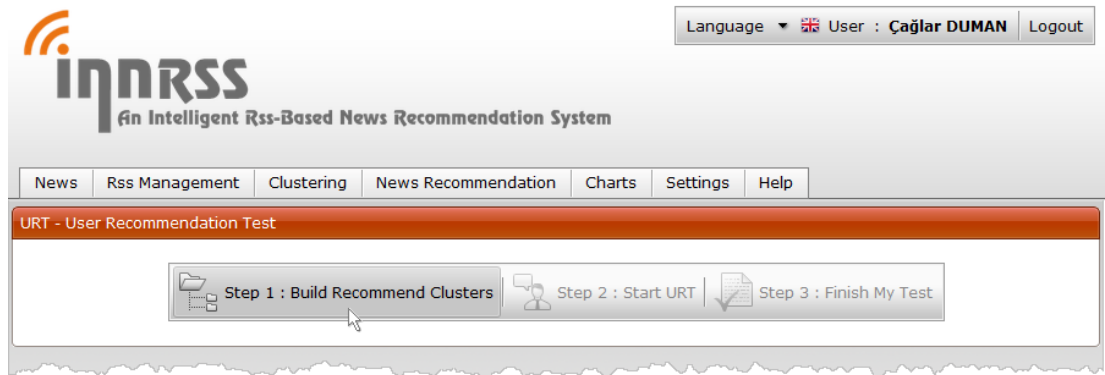 Language User : Çağlar DUMAN Logout
innRSS
An Intelligent Rss-Based News Recommendation System
News Rss Management Clustering News Recommendation Charts Settings Help
URT - User Recommendation Test
Step 1 : Build Recommend Clusters Step 2 : Start URT Step 3 : Finish My Test